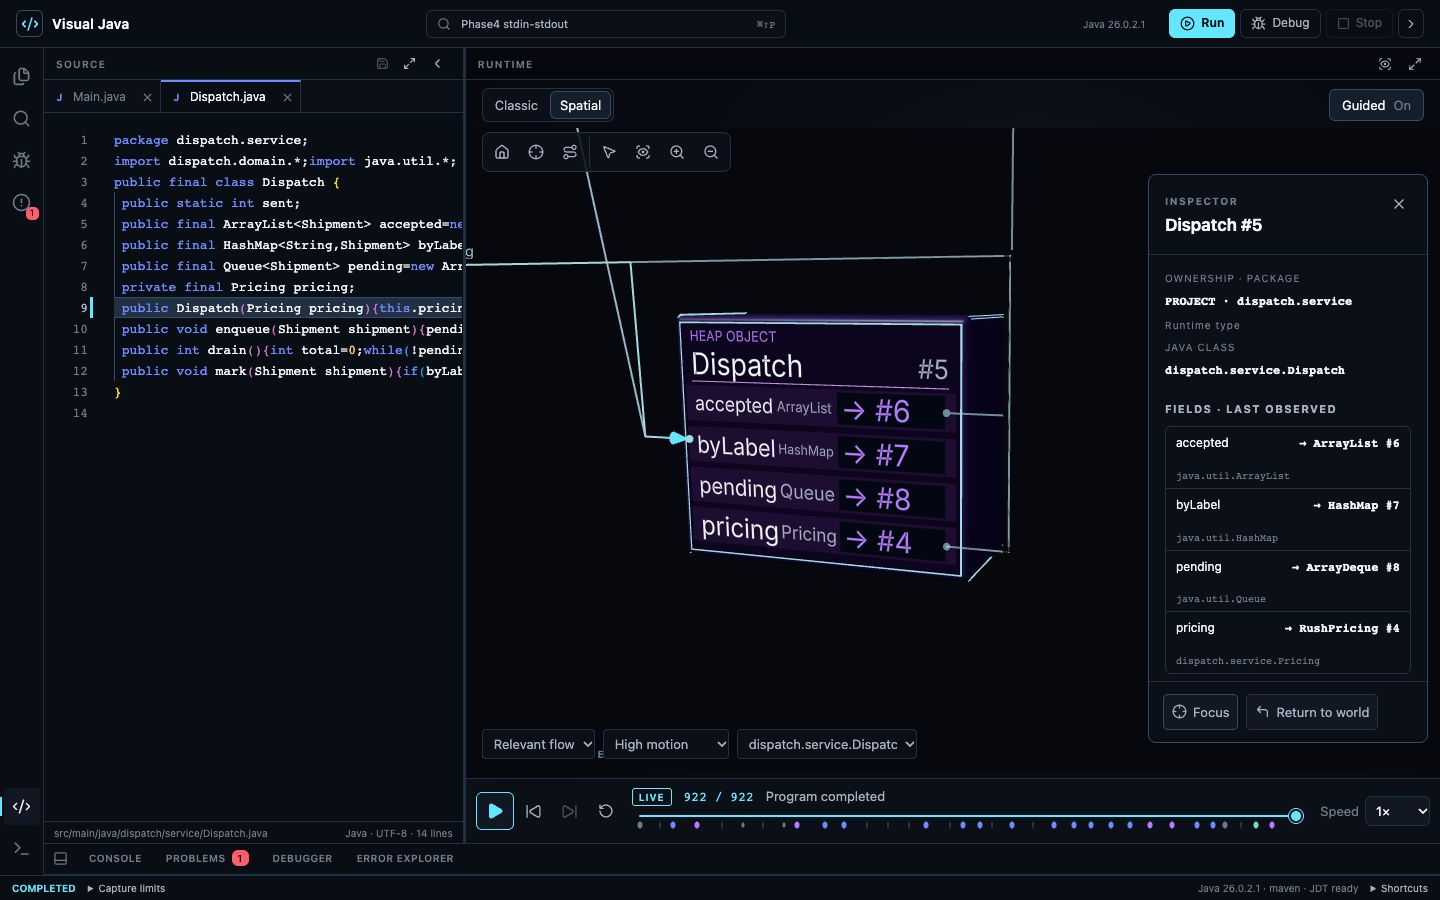 Visual Java
Phase4 stdin-stdout
⌘⇧P
Java 26.0.2.1
Run
Debug
Stop
SOURCE
J Main.java
J Dispatch.java
1 package dispatch.service;
2 import dispatch.domain.*;import java.util.*;
3 public final class Dispatch {
4 public static int sent;
5 public final ArrayList<Shipment> accepted=ne
6 public final HashMap<String,Shipment> byLabe
7 public final Queue<Shipment> pending=new Arr
8 private final Pricing pricing;
9 public Dispatch(Pricing pricing){this.pricin
10 public void enqueue(Shipment shipment){pendi
11 public int drain(){int total=0;while(!pendin
12 public void mark(Shipment shipment){if(byLab
13 }
14
src/main/java/dispatch/service/Dispatch.java
Java · UTF-8 · 14 lines
RUNTIME
Classic
Spatial
Guided On
g
HEAP OBJECT
Dispatch #5
accepted ArrayList → #6
byLabel HashMap → #7
pending Queue → #8
pricing Pricing → #4
INSPECTOR
Dispatch #5
OWNERSHIP · PACKAGE
PROJECT · dispatch.service
Runtime type
JAVA CLASS
dispatch.service.Dispatch
FIELDS · LAST OBSERVED
accepted → ArrayList #6
java.util.ArrayList
byLabel → HashMap #7
java.util.HashMap
pending → ArrayDeque #8
java.util.Queue
pricing → RushPricing #4
dispatch.service.Pricing
Focus
Return to world
Relevant flow
E
High motion
dispatch.service.Dispatc
LIVE 922 / 922 Program completed
Speed 1×
CONSOLE
PROBLEMS 1
DEBUGGER
ERROR EXPLORER
COMPLETED
Capture limits
Java 26.0.2.1 · maven · JDT ready
Shortcuts
1